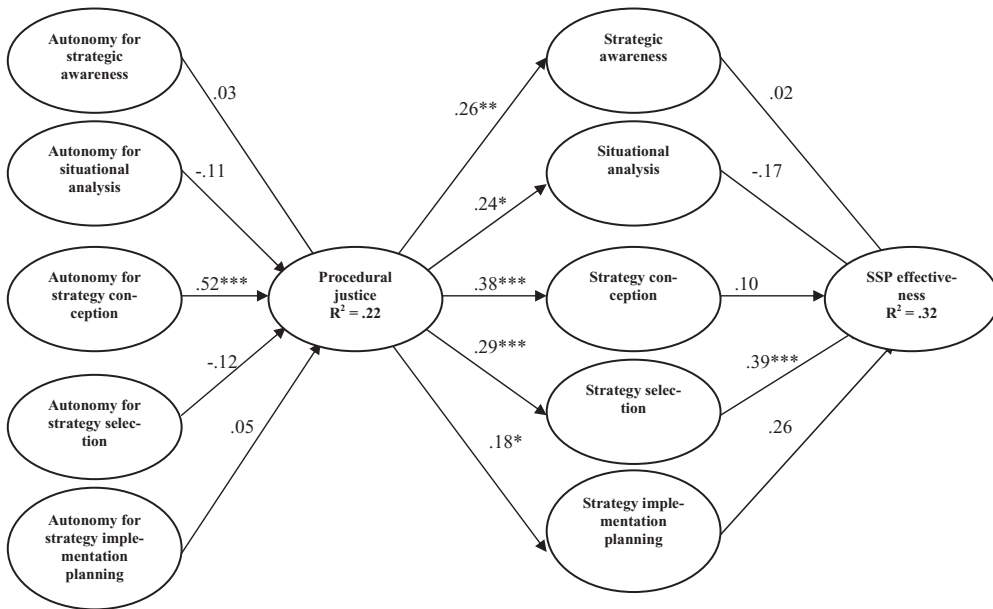 Autonomy for
strategic
awareness
Autonomy for
situational
analysis
Autonomy for
strategy con-
ception
Autonomy for
strategy selec-
tion
Autonomy for
strategy imple-
mentation
planning
.03
-.11
.52***
-.12
.05
Procedural
justice
R² = .22
.26**
.24*
.38***
.29***
.18*
Strategic
awareness
Situational
analysis
Strategy con-
ception
Strategy selec-
tion
Strategy imple-
mentation
planning
.02
-.17
.10
.39***
.26
SSP effective-
ness
R² = .32